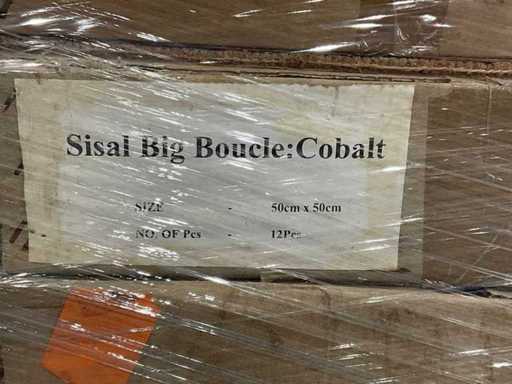 Sisal Big Boucle:Cobalt
SIZE - 50cm x 50cm
NO. OF Pcs - 12Pcs